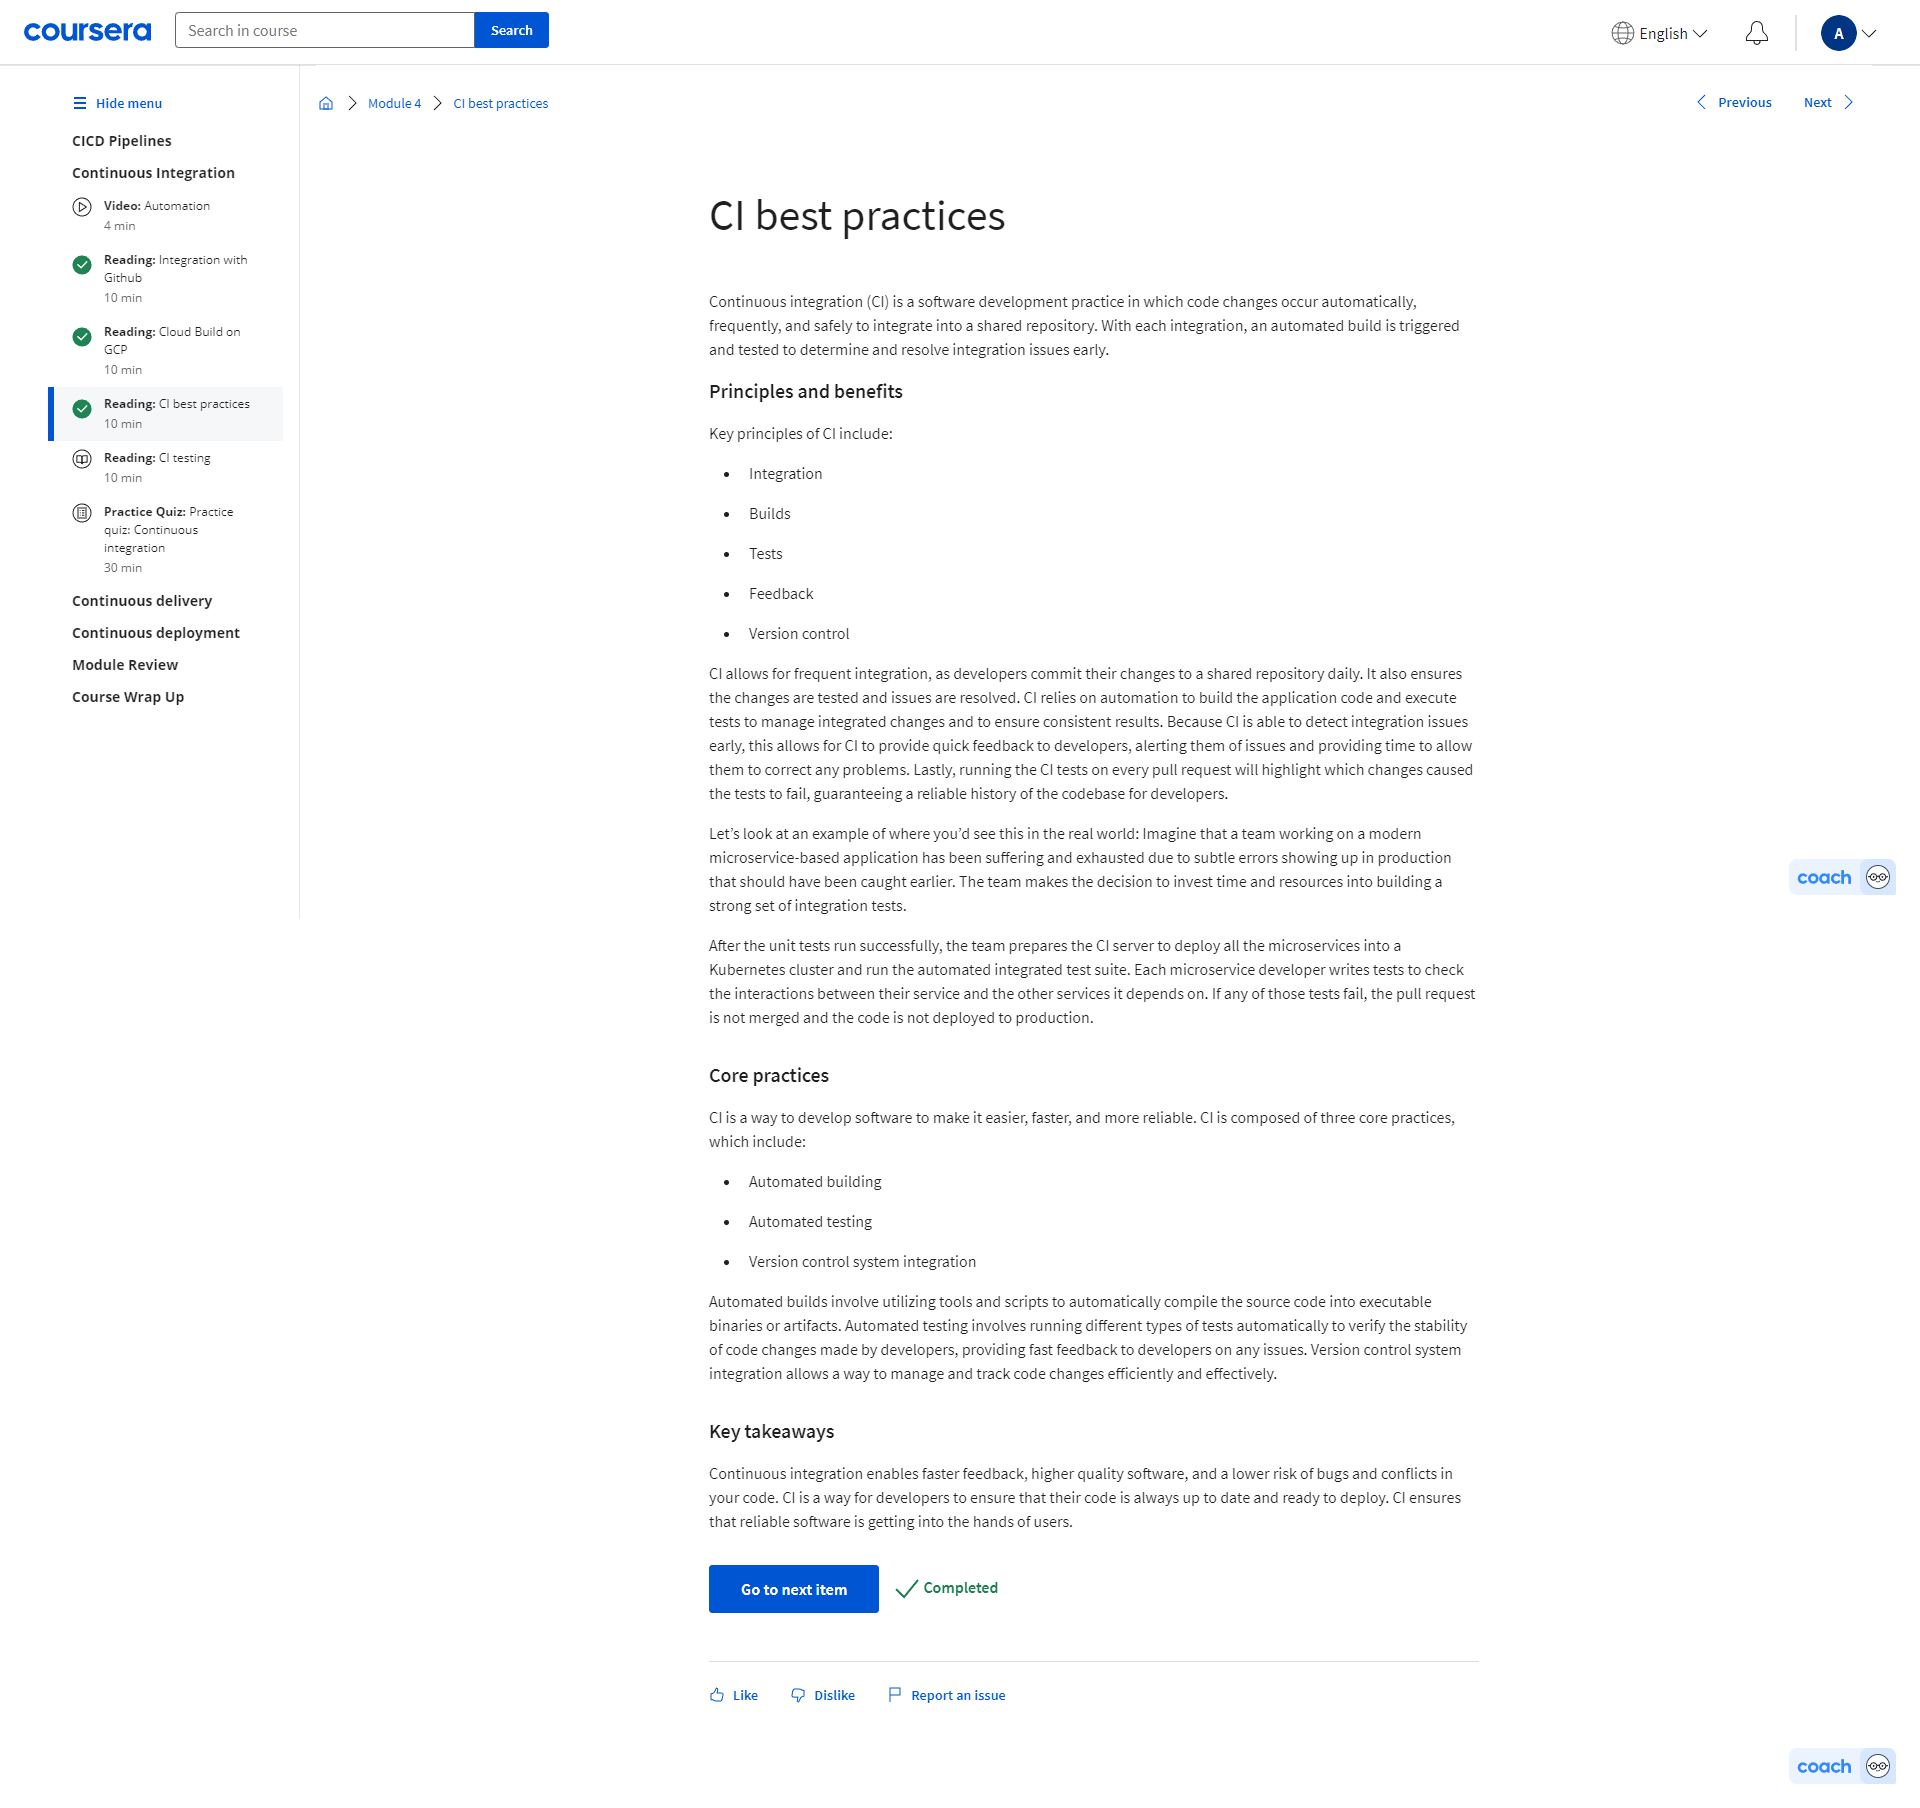 coursera
Search in course
Search
English
A
Hide menu
CICD Pipelines
Continuous Integration
Video: Automation
4 min
Reading: Integration with
Github
10 min
Reading: Cloud Build on
GCP
10 min
Reading: CI best practices
10 min
Reading: CI testing
10 min
Practice Quiz: Practice
quiz: Continuous
integration
30 min
Continuous delivery
Continuous deployment
Module Review
Course Wrap Up
Module 4
CI best practices
Previous
Next
CI best practices
Continuous integration (CI) is a software development practice in which code changes occur automatically,
frequently, and safely to integrate into a shared repository. With each integration, an automated build is triggered
and tested to determine and resolve integration issues early.
Principles and benefits
Key principles of CI include:
• Integration
• Builds
• Tests
• Feedback
• Version control
CI allows for frequent integration, as developers commit their changes to a shared repository daily. It also ensures
the changes are tested and issues are resolved. CI relies on automation to build the application code and execute
tests to manage integrated changes and to ensure consistent results. Because CI is able to detect integration issues
early, this allows for CI to provide quick feedback to developers, alerting them of issues and providing time to allow
them to correct any problems. Lastly, running the CI tests on every pull request will highlight which changes caused
the tests to fail, guaranteeing a reliable history of the codebase for developers.
Let’s look at an example of where you’d see this in the real world: Imagine that a team working on a modern
microservice-based application has been suffering and exhausted due to subtle errors showing up in production
that should have been caught earlier. The team makes the decision to invest time and resources into building a
strong set of integration tests.
After the unit tests run successfully, the team prepares the CI server to deploy all the microservices into a
Kubernetes cluster and run the automated integrated test suite. Each microservice developer writes tests to check
the interactions between their service and the other services it depends on. If any of those tests fail, the pull request
is not merged and the code is not deployed to production.
Core practices
CI is a way to develop software to make it easier, faster, and more reliable. CI is composed of three core practices,
which include:
• Automated building
• Automated testing
• Version control system integration
Automated builds involve utilizing tools and scripts to automatically compile the source code into executable
binaries or artifacts. Automated testing involves running different types of tests automatically to verify the stability
of code changes made by developers, providing fast feedback to developers on any issues. Version control system
integration allows a way to manage and track code changes efficiently and effectively.
Key takeaways
Continuous integration enables faster feedback, higher quality software, and a lower risk of bugs and conflicts in
your code. CI is a way for developers to ensure that their code is always up to date and ready to deploy. CI ensures
that reliable software is getting into the hands of users.
Go to next item
Completed
Like
Dislike
Report an issue
coach
coach